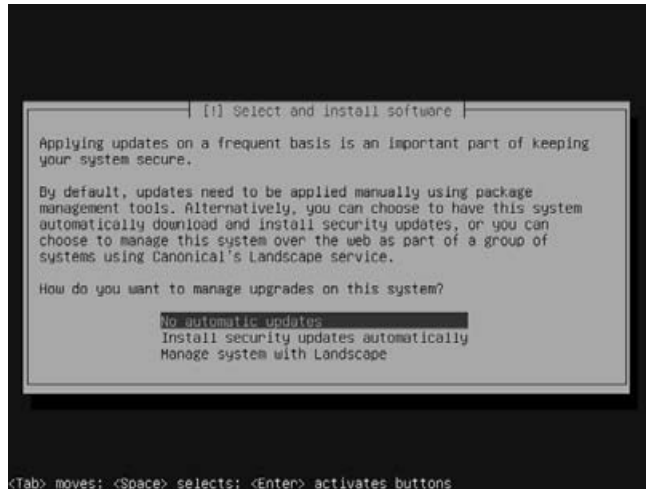 [!] Select and install software
Applying updates on a frequent basis is an important part of keeping
your system secure.
By default, updates need to be applied manually using package
management tools. Alternatively, you can choose to have this system
automatically download and install security updates, or you can
choose to manage this system over the web as part of a group of
systems using Canonical's Landscape service.
How do you want to manage upgrades on this system?
No automatic updates
Install security updates automatically
Manage system with Landscape
<Tab> moves; <Space> selects; <Enter> activates buttons